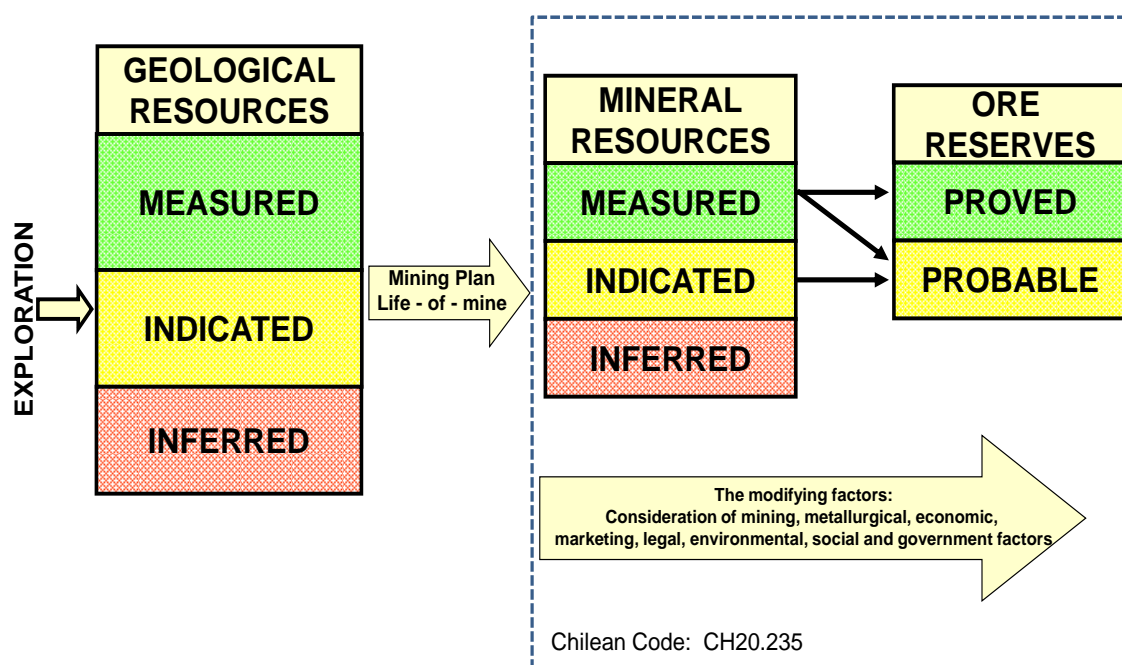 EXPLORATION
GEOLOGICAL
RESOURCES
MEASURED
INDICATED
INFERRED
Mining Plan
Life - of - mine
MINERAL
RESOURCES
MEASURED
INDICATED
INFERRED
ORE
RESERVES
PROVED
PROBABLE
The modifying factors:
Consideration of mining, metallurgical, economic,
marketing, legal, environmental, social and government factors
Chilean Code: CH20.235